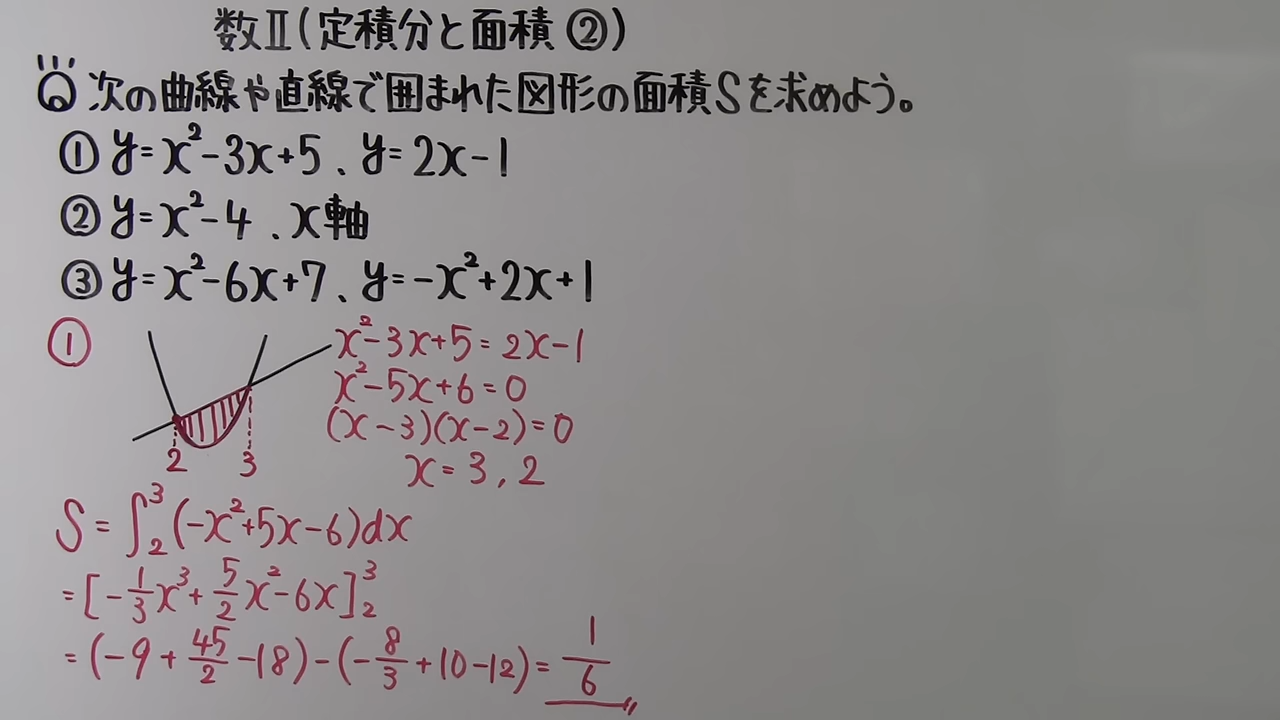 数Ⅱ(定積分と面積②)
Q 次の曲線や直線で囲まれた図形の面積Sを求めよう。
① y=x²-3x+5、y=2x-1
② y=x²-4、x軸
③ y=x²-6x+7、y=-x²+2x+1
①
x²-3x+5=2x-1
x²-5x+6=0
(x-3)(x-2)=0
x=3,2
2 3
S=∫₂³(-x²+5x-6)dx
=[-1/3x³+5/2x²-6x]₂³
=(-9+45/2-18)-(-8/3+10-12)=1/6